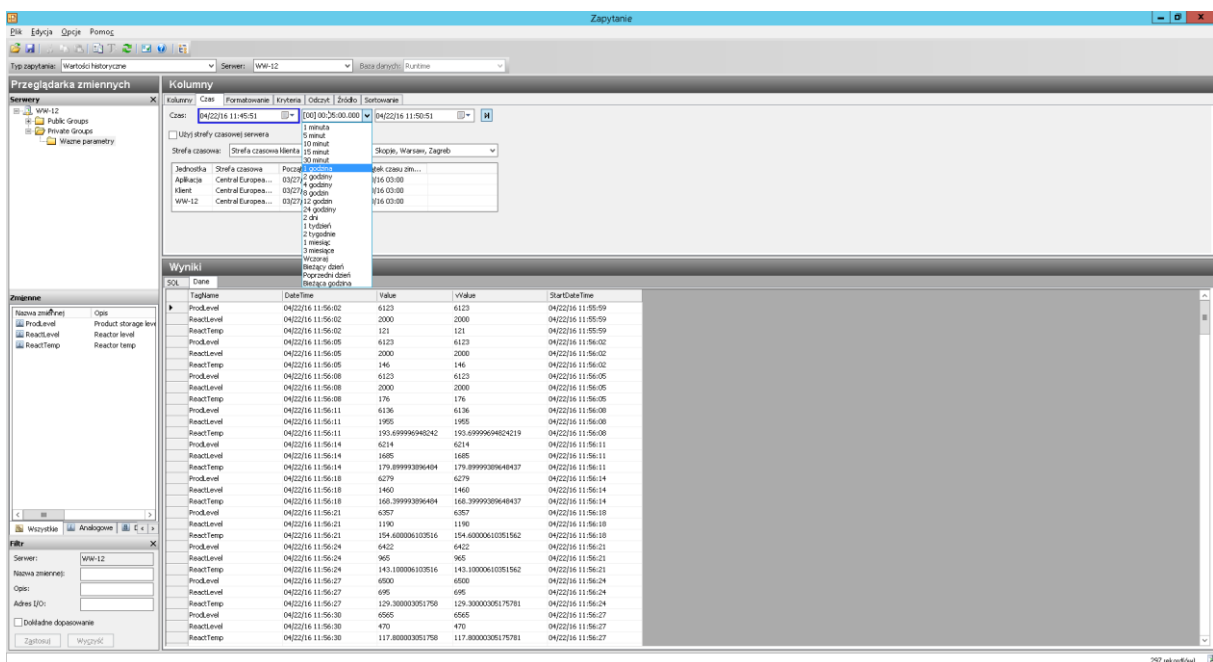 Zapytanie
Plik Edycja Opcje Pomoc
Typ zapytania: Wartości historyczne Serwer: WW-12 Baza danych: Runtime
Przeglądarka zmiennych
Serwery
WW-12
Public Groups
Private Groups
Wazne parametry
Kolumny
Kolumny Czas Formatowanie Kryteria Odczyt Źródło Sortowanie
Czas: 04/22/16 11:45:51 [00] 00:05:00.000 04/22/16 11:50:51
Użyj strefy czasowej serwera
Strefa czasowa: Strefa czasowa klienta Skopje, Warsaw, Zagreb
Jednostka Strefa czasowa Począt ątek czasu zim...
Aplikacja Central Europea... 03/27/ /16 03:00
Klient Central Europea... 03/27/ /16 03:00
WW-12 Central Europea... 03/27/ /16 03:00
1 minuta
5 minut
10 minut
15 minut
30 minut
1 godzina
2 godziny
4 godziny
8 godzin
12 godzin
24 godziny
2 dni
1 tydzień
2 tygodnie
1 miesiąc
3 miesiące
Wczoraj
Bieżący dzień
Poprzedni dzień
Bieżąca godzina
Wyniki
SQL Dane
TagName DateTime Value vValue StartDateTime
ProdLevel 04/22/16 11:56:02 6123 6123 04/22/16 11:55:59
ReactLevel 04/22/16 11:56:02 2000 2000 04/22/16 11:55:59
ReactTemp 04/22/16 11:56:02 121 121 04/22/16 11:55:59
ProdLevel 04/22/16 11:56:05 6123 6123 04/22/16 11:56:02
ReactLevel 04/22/16 11:56:05 2000 2000 04/22/16 11:56:02
ReactTemp 04/22/16 11:56:05 146 146 04/22/16 11:56:02
ProdLevel 04/22/16 11:56:08 6123 6123 04/22/16 11:56:05
ReactLevel 04/22/16 11:56:08 2000 2000 04/22/16 11:56:05
ReactTemp 04/22/16 11:56:08 176 176 04/22/16 11:56:05
ProdLevel 04/22/16 11:56:11 6136 6136 04/22/16 11:56:08
ReactLevel 04/22/16 11:56:11 1955 1955 04/22/16 11:56:08
ReactTemp 04/22/16 11:56:11 193.699996948242 193.69999694824219 04/22/16 11:56:08
ProdLevel 04/22/16 11:56:14 6214 6214 04/22/16 11:56:11
ReactLevel 04/22/16 11:56:14 1685 1685 04/22/16 11:56:11
ReactTemp 04/22/16 11:56:14 179.899993896484 179.89999389648437 04/22/16 11:56:11
ProdLevel 04/22/16 11:56:18 6279 6279 04/22/16 11:56:14
ReactLevel 04/22/16 11:56:18 1460 1460 04/22/16 11:56:14
ReactTemp 04/22/16 11:56:18 168.399993896484 168.39999389648437 04/22/16 11:56:14
ProdLevel 04/22/16 11:56:21 6357 6357 04/22/16 11:56:18
ReactLevel 04/22/16 11:56:21 1190 1190 04/22/16 11:56:18
ReactTemp 04/22/16 11:56:21 154.600006103516 154.60000610351562 04/22/16 11:56:18
ProdLevel 04/22/16 11:56:24 6422 6422 04/22/16 11:56:21
ReactLevel 04/22/16 11:56:24 965 965 04/22/16 11:56:21
ReactTemp 04/22/16 11:56:24 143.100006103516 143.10000610351562 04/22/16 11:56:21
ProdLevel 04/22/16 11:56:27 6500 6500 04/22/16 11:56:24
ReactLevel 04/22/16 11:56:27 695 695 04/22/16 11:56:24
ReactTemp 04/22/16 11:56:27 129.300003051758 129.30000305175781 04/22/16 11:56:24
ProdLevel 04/22/16 11:56:30 6565 6565 04/22/16 11:56:27
ReactLevel 04/22/16 11:56:30 470 470 04/22/16 11:56:27
ReactTemp 04/22/16 11:56:30 117.800003051758 117.80000305175781 04/22/16 11:56:27
Zmienne
Nazwa zmiennej Opis
ProdLevel Product storage leve
ReactLevel Reactor level
ReactTemp Reactor temp
Wszystkie Analogowe D
Filtr
Serwer: WW-12
Nazwa zmiennej:
Opis:
Adres I/O:
Dokładne dopasowanie
Zastosuj Wyczyść
297 rekord(ów)